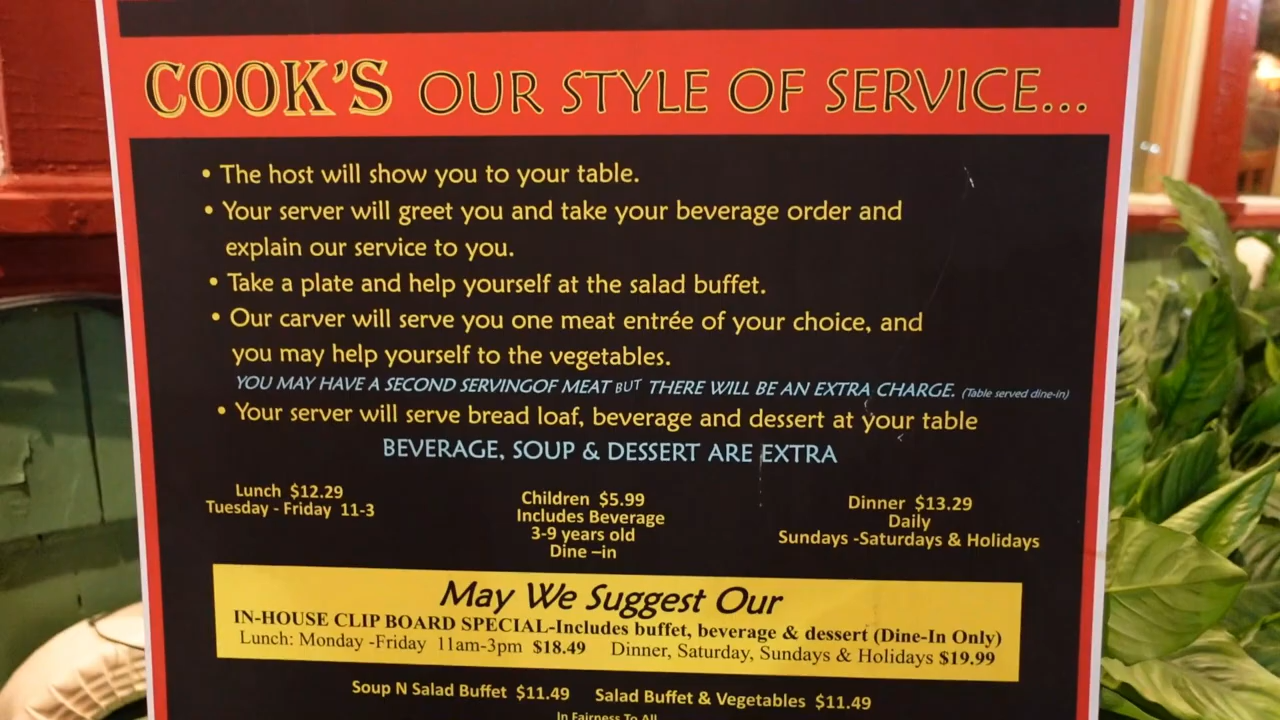 COOK'S OUR STYLE OF SERVICE...
• The host will show you to your table.
• Your server will greet you and take your beverage order and
explain our service to you.
• Take a plate and help yourself at the salad buffet.
• Our carver will serve you one meat entrée of your choice, and
you may help yourself to the vegetables.
YOU MAY HAVE A SECOND SERVINGOF MEAT BUT THERE WILL BE AN EXTRA CHARGE. (Table served dine-in)
• Your server will serve bread loaf, beverage and dessert at your table
BEVERAGE, SOUP & DESSERT ARE EXTRA
Lunch $12.29
Tuesday - Friday 11-3
Children $5.99
Includes Beverage
3-9 years old
Dine –in
Dinner $13.29
Daily
Sundays -Saturdays & Holidays
May We Suggest Our
IN-HOUSE CLIP BOARD SPECIAL-Includes buffet, beverage & dessert (Dine-In Only)
Lunch: Monday -Friday 11am-3pm $18.49 Dinner, Saturday, Sundays & Holidays $19.99
Soup N Salad Buffet $11.49 Salad Buffet & Vegetables $11.49
In Fairness To All